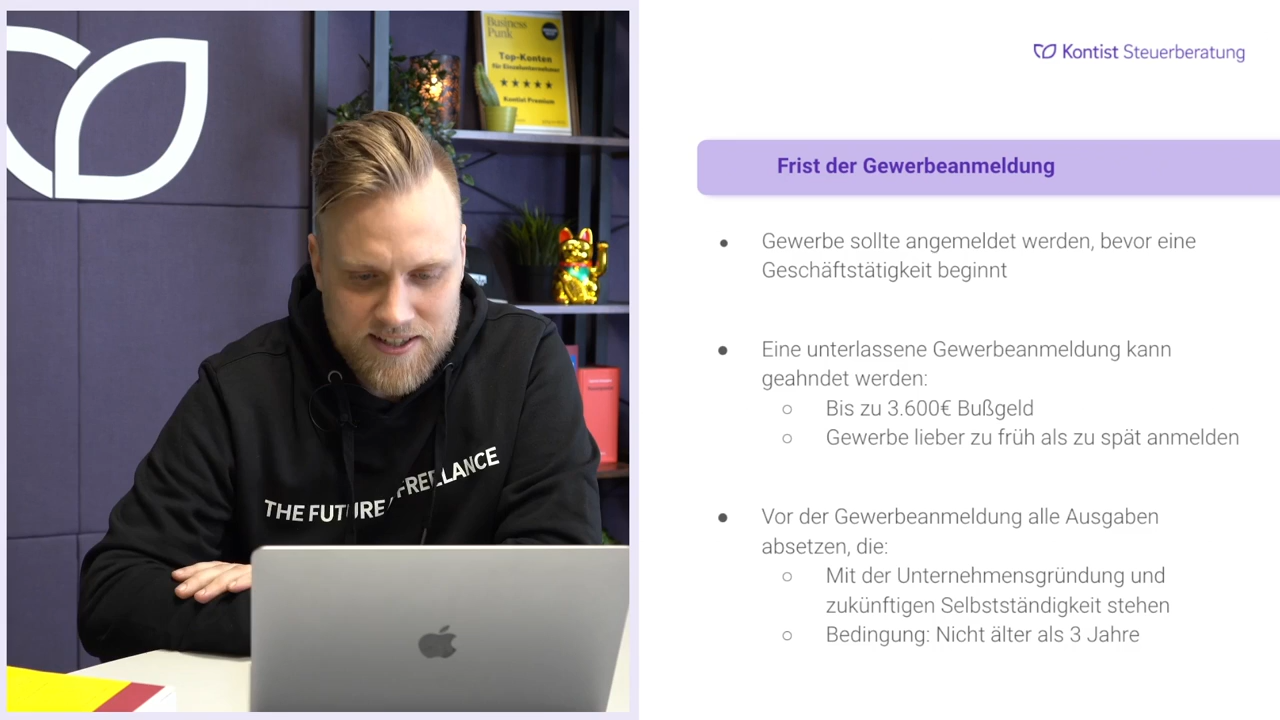 Business
Punk
Top-Konten
für Einzelunternehmer
Kontist Premium
THE FUTURE
FREELANCE
Kontist Steuerberatung
Frist der Gewerbeanmeldung
● Gewerbe sollte angemeldet werden, bevor eine
Geschäftstätigkeit beginnt
● Eine unterlassene Gewerbeanmeldung kann
geahndet werden:
○ Bis zu 3.600€ Bußgeld
○ Gewerbe lieber zu früh als zu spät anmelden
● Vor der Gewerbeanmeldung alle Ausgaben
absetzen, die:
○ Mit der Unternehmensgründung und
zukünftigen Selbstständigkeit stehen
○ Bedingung: Nicht älter als 3 Jahre